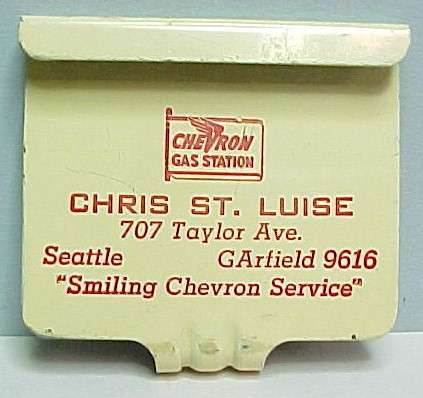 CHEVRON
GAS STATION
CHRIS ST. LUISE
707 Taylor Ave.
Seattle GArfield 9616
"Smiling Chevron Service"